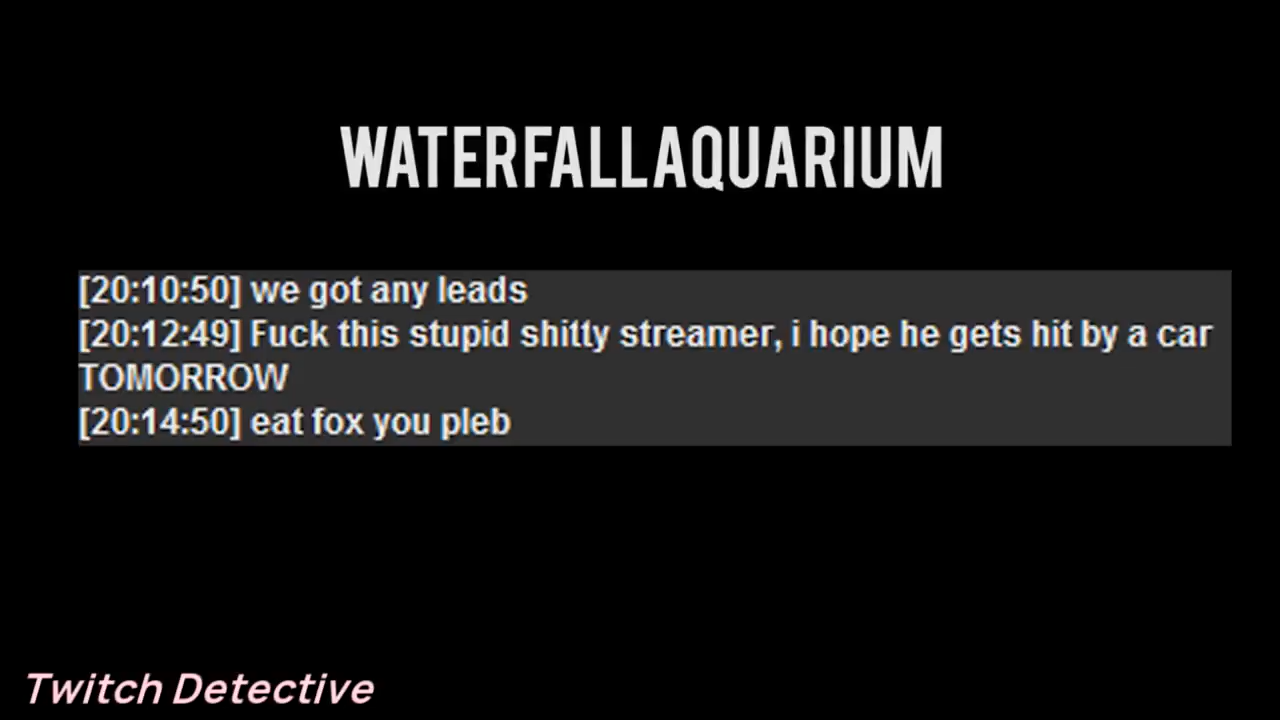 WATERFALLAQUARIUM
[20:10:50] we got any leads
[20:12:49] Fuck this stupid shitty streamer, i hope he gets hit by a car
TOMORROW
[20:14:50] eat fox you pleb
Twitch Detective